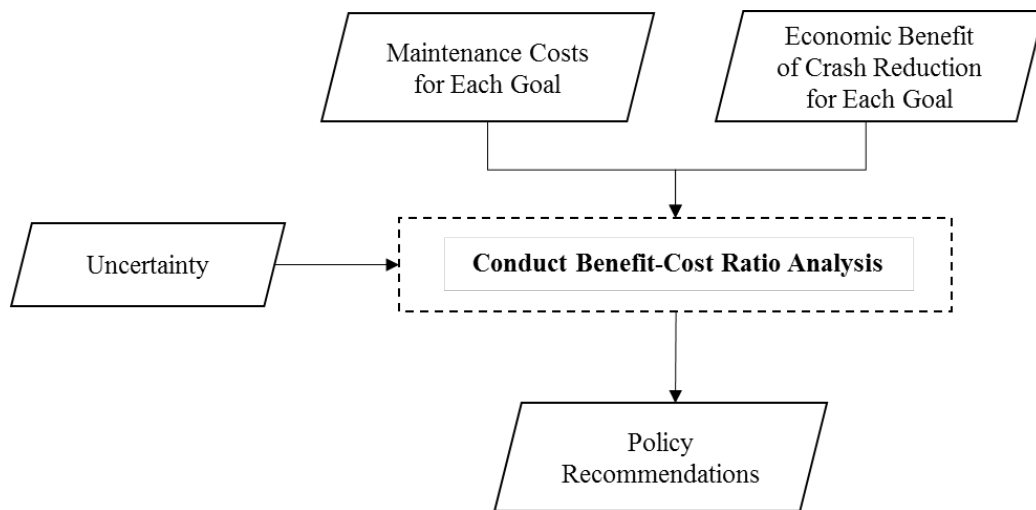 Maintenance Costs
for Each Goal
Economic Benefit
of Crash Reduction
for Each Goal
Uncertainty
Conduct Benefit-Cost Ratio Analysis
Policy
Recommendations